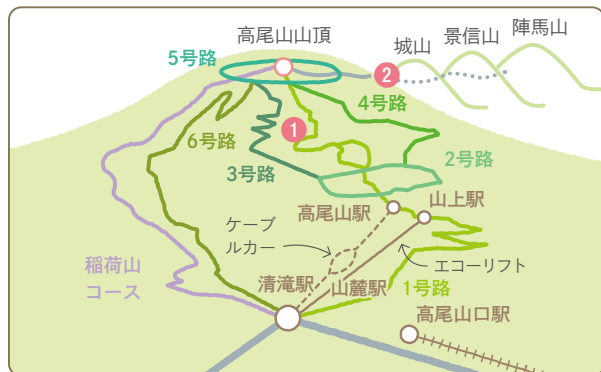 高尾山山頂
5号路
城山
景信山
陣馬山
2
4号路
1
6号路
3号路
2号路
高尾山駅
山上駅
ケーブ
ルカー
エコーリフト
稲荷山
コース
清滝駅
山麓駅
1号路
高尾山口駅